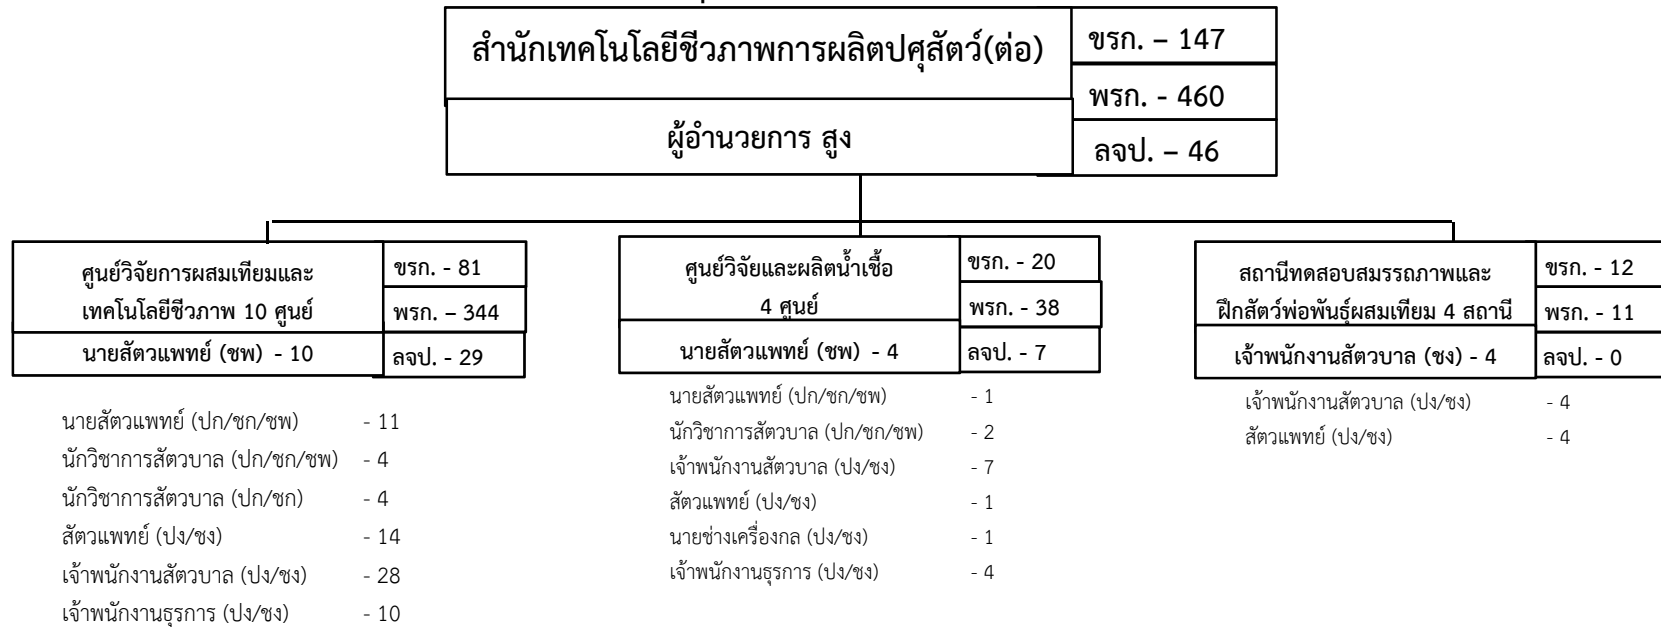 สำนักเทคโนโลยีชีวภาพการผลิตปศุสัตว์(ต่อ)
ขรก. – 147
พรก. - 460
ผู้อำนวยการ สูง
ลจป. – 46
ศูนย์วิจัยการผสมเทียมและ
เทคโนโลยีชีวภาพ 10 ศูนย์
ขรก. - 81
พรก. – 344
นายสัตวแพทย์ (ชพ) - 10
ลจป. - 29
นายสัตวแพทย์ (ปก/ชก/ชพ) - 11
นักวิชาการสัตวบาล (ปก/ชก/ชพ) - 4
นักวิชาการสัตวบาล (ปก/ชก) - 4
สัตวแพทย์ (ปง/ชง) - 14
เจ้าพนักงานสัตวบาล (ปง/ชง) - 28
เจ้าพนักงานธุรการ (ปง/ชง) - 10
ศูนย์วิจัยและผลิตน้ำเชื้อ
4 ศูนย์
ขรก. - 20
พรก. - 38
นายสัตวแพทย์ (ชพ) - 4
ลจป. - 7
นายสัตวแพทย์ (ปก/ชก/ชพ) - 1
นักวิชาการสัตวบาล (ปก/ชก/ชพ) - 2
เจ้าพนักงานสัตวบาล (ปง/ชง) - 7
สัตวแพทย์ (ปง/ชง) - 1
นายช่างเครื่องกล (ปง/ชง) - 1
เจ้าพนักงานธุรการ (ปง/ชง) - 4
สถานีทดสอบสมรรถภาพและ
ฝึกสัตว์พ่อพันธุ์ผสมเทียม 4 สถานี
ขรก. - 12
พรก. - 11
เจ้าพนักงานสัตวบาล (ชง) - 4
ลจป. - 0
เจ้าพนักงานสัตวบาล (ปง/ชง) - 4
สัตวแพทย์ (ปง/ชง) - 4